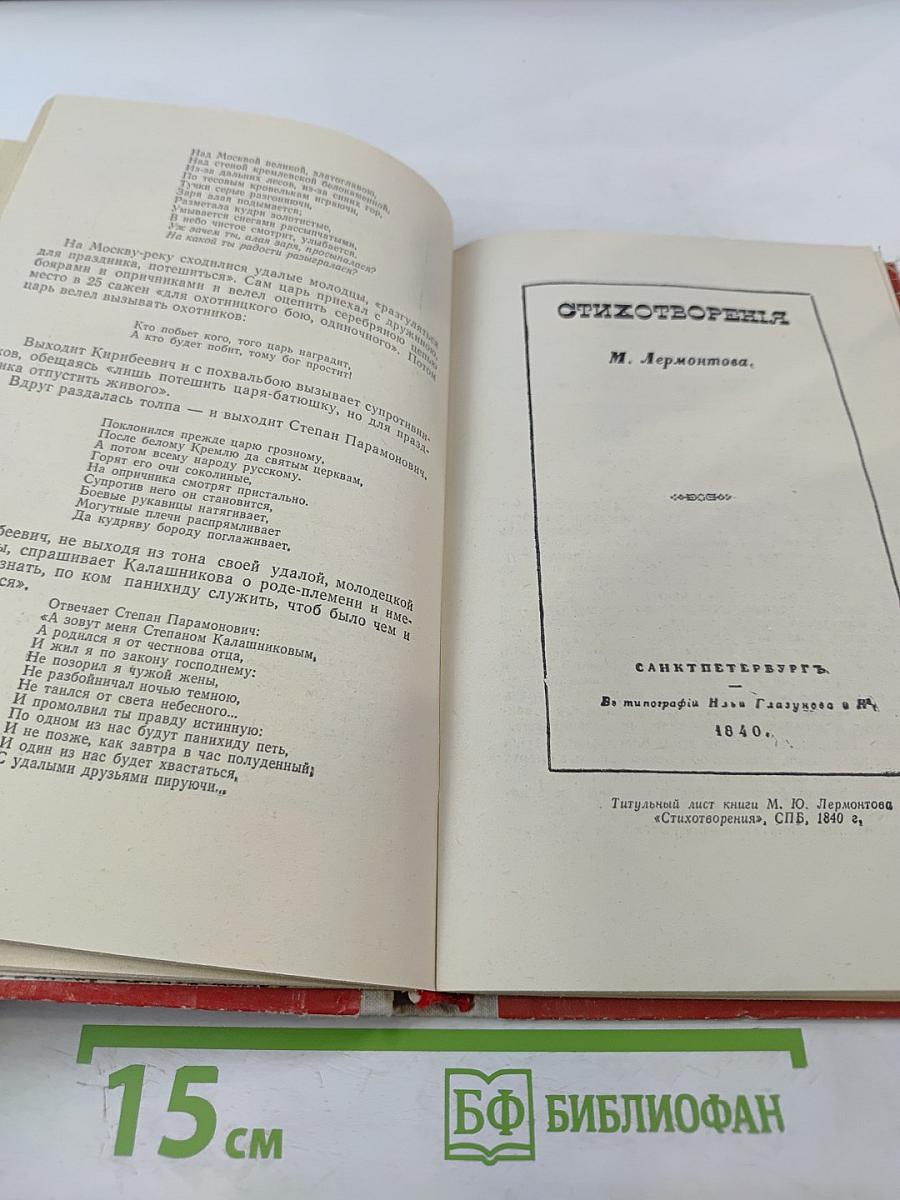 Над Москвой великой, златоглавою,
Над стеной кремлевской белокаменной,
Из-за дальних лесов, из-за синих гор,
По тесовым кровелькам играючи,
Тучки серые разгоняючи,
Заря алая подымается;
Разметала кудри золотистые,
Умывается снегами рассыпчатыми,
В небо чистое смотрит, улыбается.
Уж зачем ты, алая заря, просыпалася?
На какой ты радости разыгралася?
На Москву-реку сходилися удалые молодцы, «разгуляться
для праздника, потешиться». Сам царь приехал с дружиною,
боярами и опричниками и велел оцепить серебряною цепью
место в 25 сажен «для охотницкого бою, одиночного». Потом
царь велел вызывать охотников:
Кто побьет кого, того царь наградит,
А кто будет побит, тому бог простит!
Выходит Кирибеевич и с похвальбою вызывает супротивни-
ков, обещаясь «лишь потешить царя-батюшку, но для празд-
ника отпустить живого».
Вдруг раздалась толпа — и выходит Степан Парамонович.
Поклонился прежде царю грозному,
После белому Кремлю да святым церквам,
А потом всему народу русскому.
Горят его очи соколиные,
На опричника смотрят пристально.
Супротив него он становится,
Боевые рукавицы натягивает,
Могутные плечи распрямливает
Да кудряву бороду поглаживает.
беевич, не выходя из тона своей удалой, молодецкой
ы, спрашивает Калашникова о роде-племени и име-
знать, по ком панихиду служить, чтоб было чем и
ся».
Отвечает Степан Парамонович:
«А зовут меня Степаном Калашниковым,
А родился я от честнова отца,
И жил я по закону господнему:
Не позорил я чужой жены,
Не разбойничал ночью темною,
Не таился от света небесного...
И промолвил ты правду истинную:
По одном из нас будут панихиду петь,
И не позже, как завтра в час полуденный;
И один из нас будет хвастаться,
С удалыми друзьями пируючи...
СТИХОТВОРЕНІЯ
М. Лермонтова.
САНКТПЕТЕРБУРГЪ.
Въ типографіи Ильи Глазунова и Кº.
1840.
Титульный лист книги М. Ю. Лермонтова
«Стихотворения», СПБ, 1840 г.
15 см
БФ БИБЛИОФАН